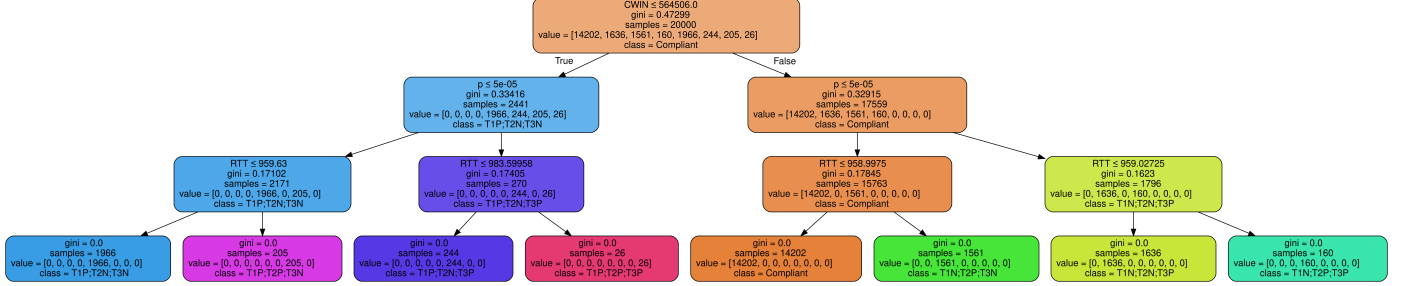 CWIN ≤ 564506.0
gini = 0.47299
samples = 20000
value = [14202, 1636, 1561, 160, 1966, 244, 205, 26]
class = Compliant
True
False
p ≤ 5e-05
gini = 0.33416
samples = 2441
value = [0, 0, 0, 0, 1966, 244, 205, 26]
class = T1P;T2N;T3N
p ≤ 5e-05
gini = 0.32915
samples = 17559
value = [14202, 1636, 1561, 160, 0, 0, 0, 0]
class = Compliant
RTT ≤ 959.63
gini = 0.17102
samples = 2171
value = [0, 0, 0, 0, 1966, 0, 205, 0]
class = T1P;T2N;T3N
RTT ≤ 983.59958
gini = 0.17405
samples = 270
value = [0, 0, 0, 0, 0, 244, 0, 26]
class = T1P;T2N;T3P
RTT ≤ 958.9975
gini = 0.17845
samples = 15763
value = [14202, 0, 1561, 0, 0, 0, 0, 0]
class = Compliant
RTT ≤ 959.02725
gini = 0.1623
samples = 1796
value = [0, 1636, 0, 160, 0, 0, 0, 0]
class = T1N;T2N;T3P
gini = 0.0
samples = 1966
value = [0, 0, 0, 0, 1966, 0, 0, 0]
class = T1P;T2N;T3N
gini = 0.0
samples = 205
value = [0, 0, 0, 0, 0, 0, 205, 0]
class = T1P;T2P;T3N
gini = 0.0
samples = 244
value = [0, 0, 0, 0, 0, 244, 0, 0]
class = T1P;T2N;T3P
gini = 0.0
samples = 26
value = [0, 0, 0, 0, 0, 0, 0, 26]
class = T1P;T2P;T3P
gini = 0.0
samples = 14202
value = [14202, 0, 0, 0, 0, 0, 0, 0]
class = Compliant
gini = 0.0
samples = 1561
value = [0, 0, 1561, 0, 0, 0, 0, 0]
class = T1N;T2P;T3N
gini = 0.0
samples = 1636
value = [0, 1636, 0, 0, 0, 0, 0, 0]
class = T1N;T2N;T3P
gini = 0.0
samples = 160
value = [0, 0, 0, 160, 0, 0, 0, 0]
class = T1N;T2P;T3P